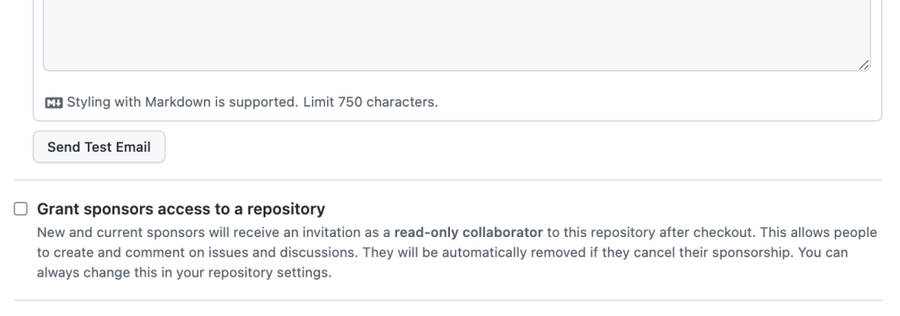 M↓ Styling with Markdown is supported. Limit 750 characters.
Send Test Email
Grant sponsors access to a repository
New and current sponsors will receive an invitation as a read-only collaborator to this repository after checkout. This allows people
to create and comment on issues and discussions. They will be automatically removed if they cancel their sponsorship. You can
always change this in your repository settings.